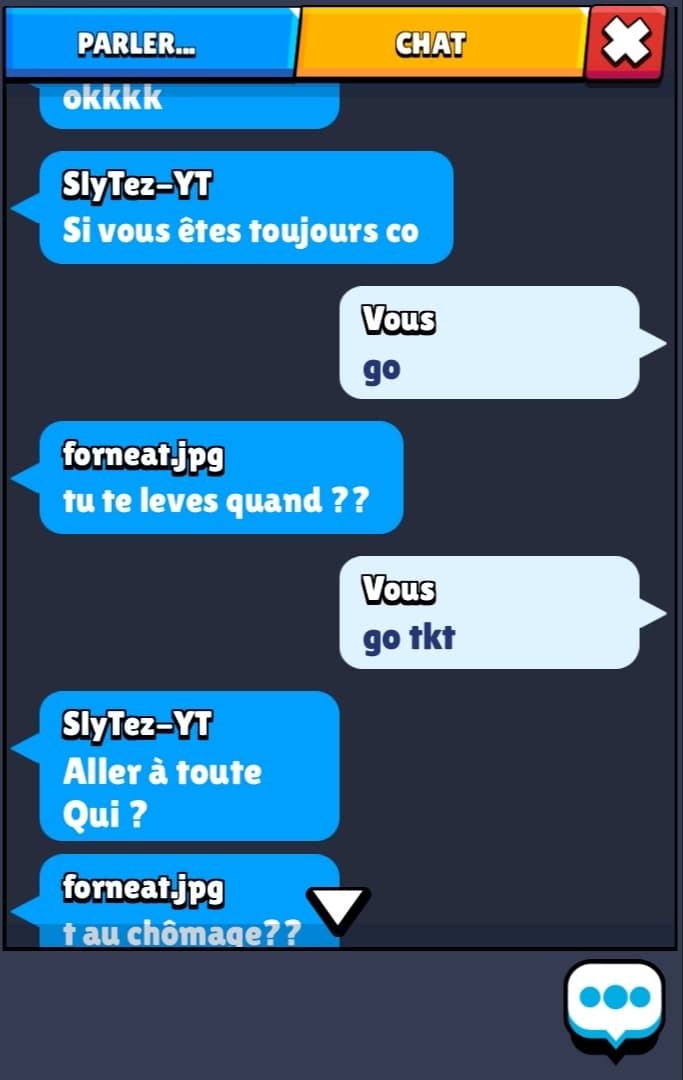 PARLER...
CHAT
okkkk
SlyTez-YT
Si vous êtes toujours co
Vous
go
forneat.jpg
tu te leves quand ??
Vous
go tkt
SlyTez-YT
Aller à toute
Qui ?
forneat.jpg
t au chômage??